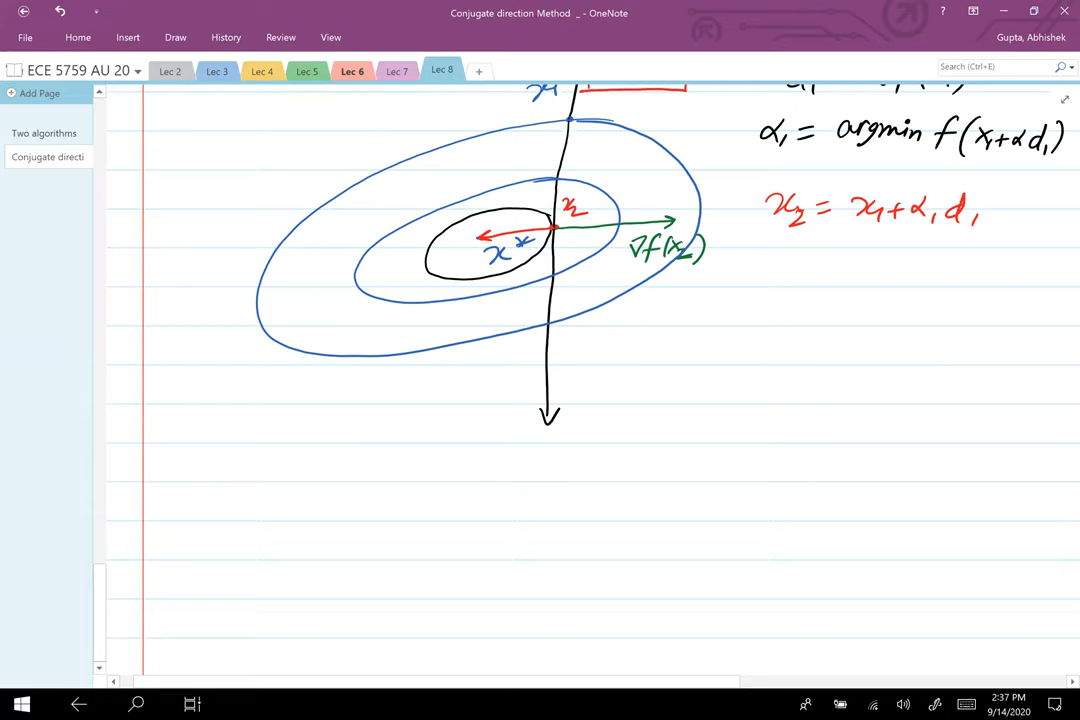 Conjugate direction Method _ - OneNote
?
File
Home
Insert
Draw
History
Review
View
Gupta, Abhishek
ECE 5759 AU 20
Lec 2
Lec 3
Lec 4
Lec 5
Lec 6
Lec 7
Lec 8
+
Search (Ctrl+E)
Add Page
Two algorithms
Conjugate directi
x₁
α₁ = argmin f(x₁+αd₁)
x₂ = x₁+α₁d₁
x₂
x*
∇f(x₂)
2:37 PM
9/14/2020